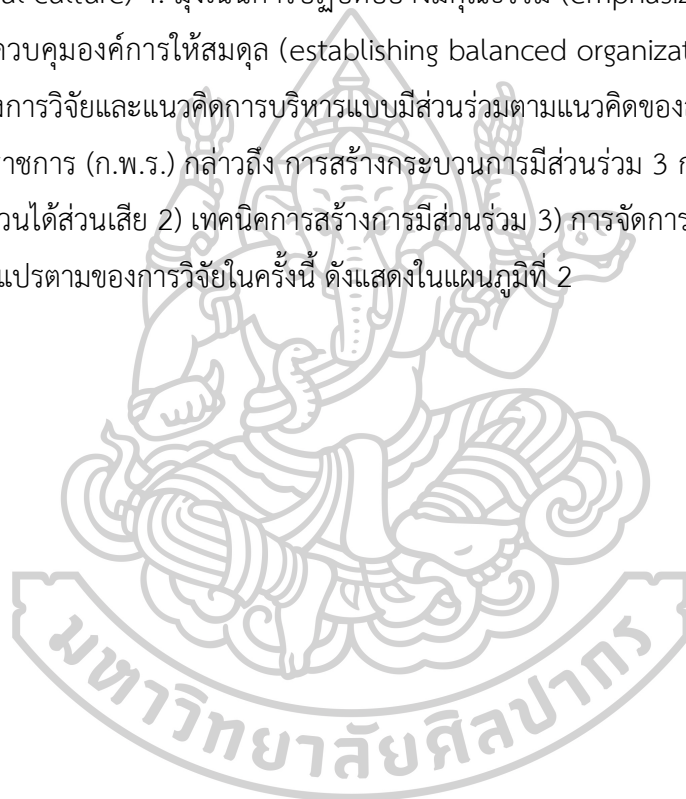 al culture) 4. มุ่งเน้นการปฏิบัติอย่างมีคุณธรรม (emphasiz
ควบคุมองค์การให้สมดุล (establishing balanced organizat
งการวิจัยและแนวคิดการบริหารแบบมีส่วนร่วมตามแนวคิดของ
าชการ (ก.พ.ร.) กล่าวถึง การสร้างกระบวนการมีส่วนร่วม 3 ก
วนได้ส่วนเสีย 2) เทคนิคการสร้างการมีส่วนร่วม 3) การจัดการ
แปรตามของการวิจัยในครั้งนี้ ดังแสดงในแผนภูมิที่ 2
มหาวิทยาลัยศิลปากร